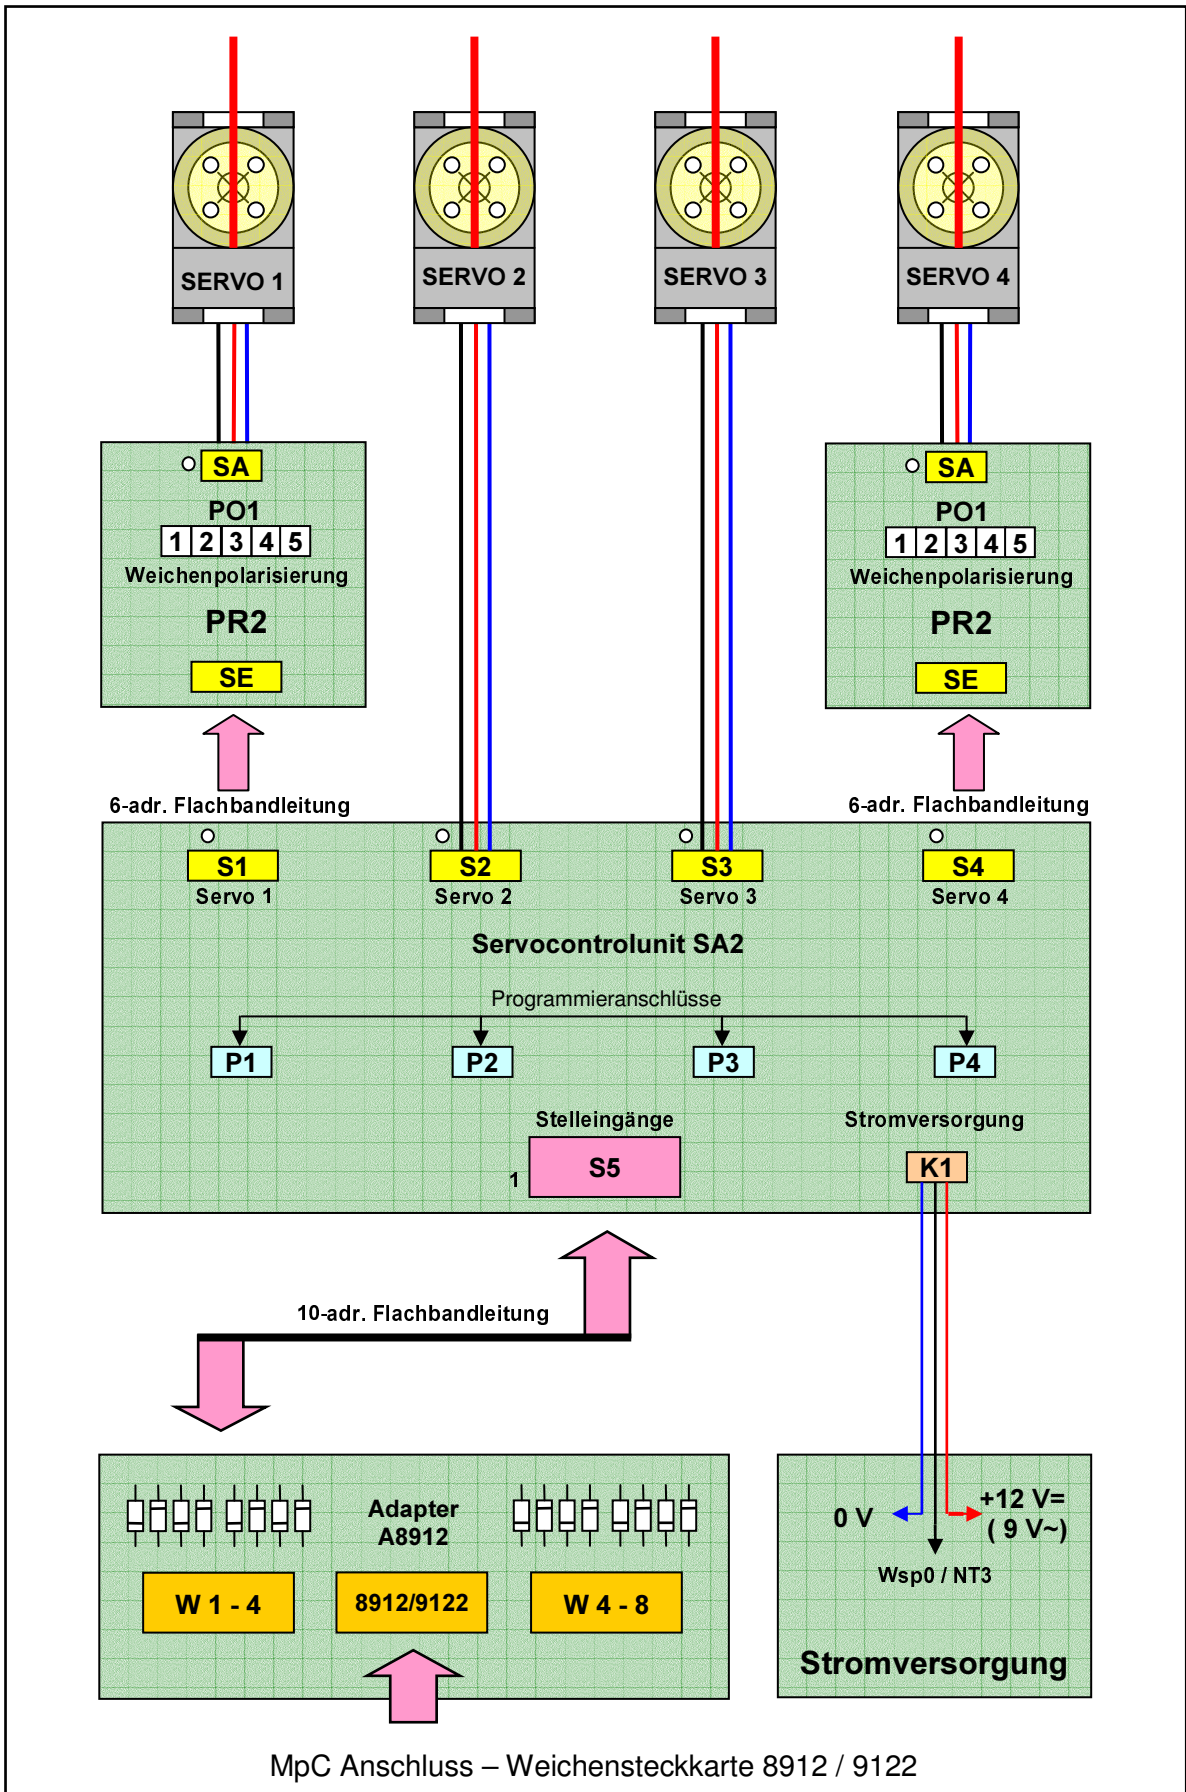 SERVO 1
SERVO 2
SERVO 3
SERVO 4
SA
PO1
1 2 3 4 5
Weichenpolarisierung
PR2
SE
SA
PO1
1 2 3 4 5
Weichenpolarisierung
PR2
SE
6-adr. Flachbandleitung
6-adr. Flachbandleitung
S1
Servo 1
S2
Servo 2
S3
Servo 3
S4
Servo 4
Servocontrolunit SA2
Programmieranschlüsse
P1
P2
P3
P4
Stelleingänge
1
S5
Stromversorgung
K1
10-adr. Flachbandleitung
Adapter
A8912
W 1 - 4
8912/9122
W 4 - 8
0 V
+12 V=
( 9 V~)
Wsp0 / NT3
Stromversorgung
MpC Anschluss – Weichensteckkarte 8912 / 9122